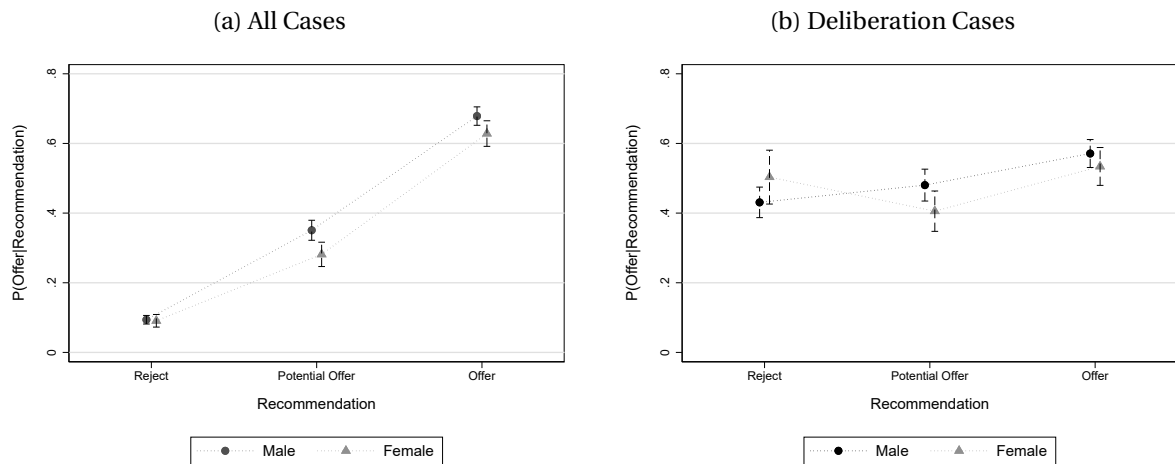 (a) All Cases
P(Offer|Recommendation)
.8
.6
.4
.2
0
Reject
Potential Offer
Offer
Recommendation
Male
Female
(b) Deliberation Cases
P(Offer|Recommendation)
.8
.6
.4
.2
0
Reject
Potential Offer
Offer
Recommendation
Male
Female